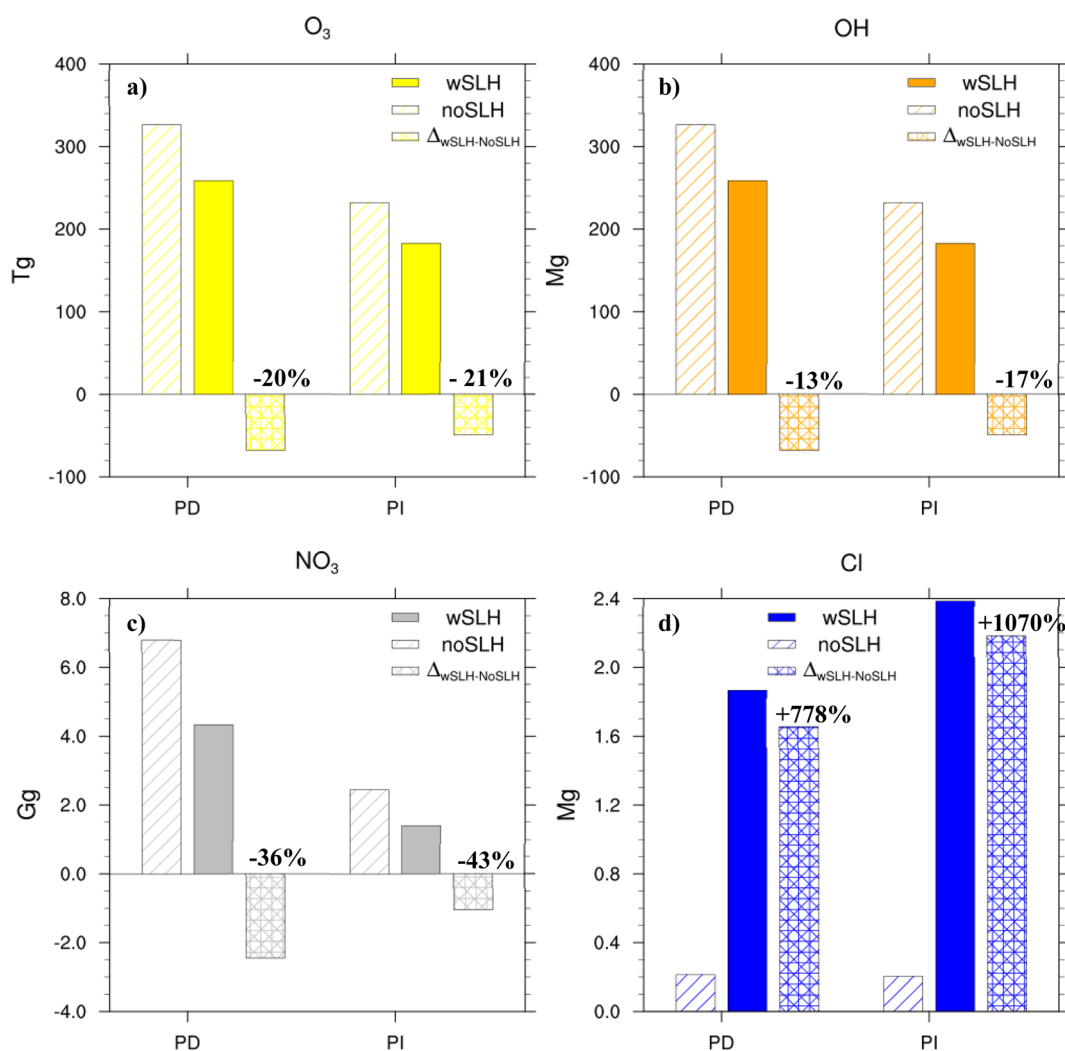 O₃
a)
wSLH
noSLH
Δ wSLH-NoSLH
400
300
200
100
0
-100
Tg
-20%
- 21%
PD
PI
OH
b)
wSLH
noSLH
Δ wSLH-NoSLH
400
300
200
100
0
-100
Mg
-13%
-17%
PD
PI
NO₃
c)
wSLH
noSLH
Δ wSLH-NoSLH
8.0
6.0
4.0
2.0
0.0
-2.0
-4.0
Gg
-36%
-43%
PD
PI
Cl
d)
wSLH
noSLH
Δ wSLH-NoSLH
2.4
2.0
1.6
1.2
0.8
0.4
0.0
Mg
+778%
+1070%
PD
PI